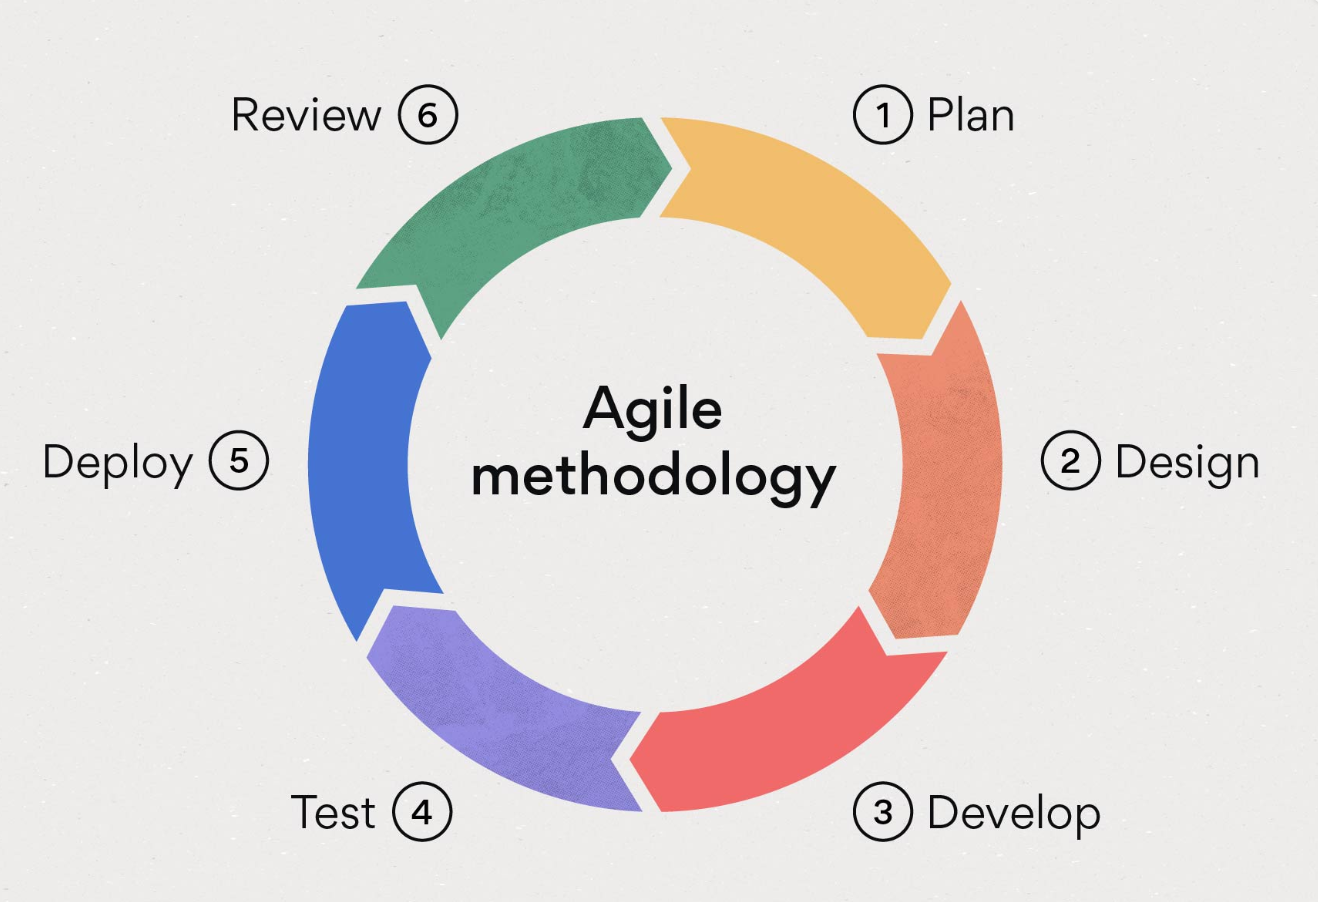 Agile
methodology
1 Plan
2 Design
3 Develop
Test 4
Deploy 5
Review 6